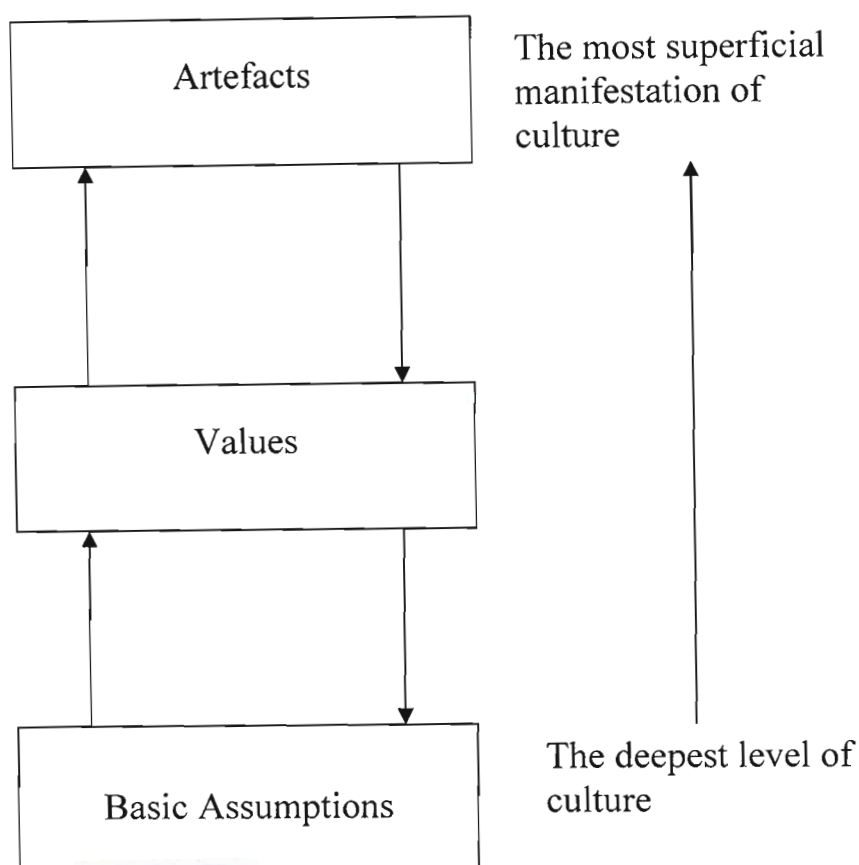 Artefacts
The most superficial
manifestation of
culture
Values
Basic Assumptions
The deepest level of
culture